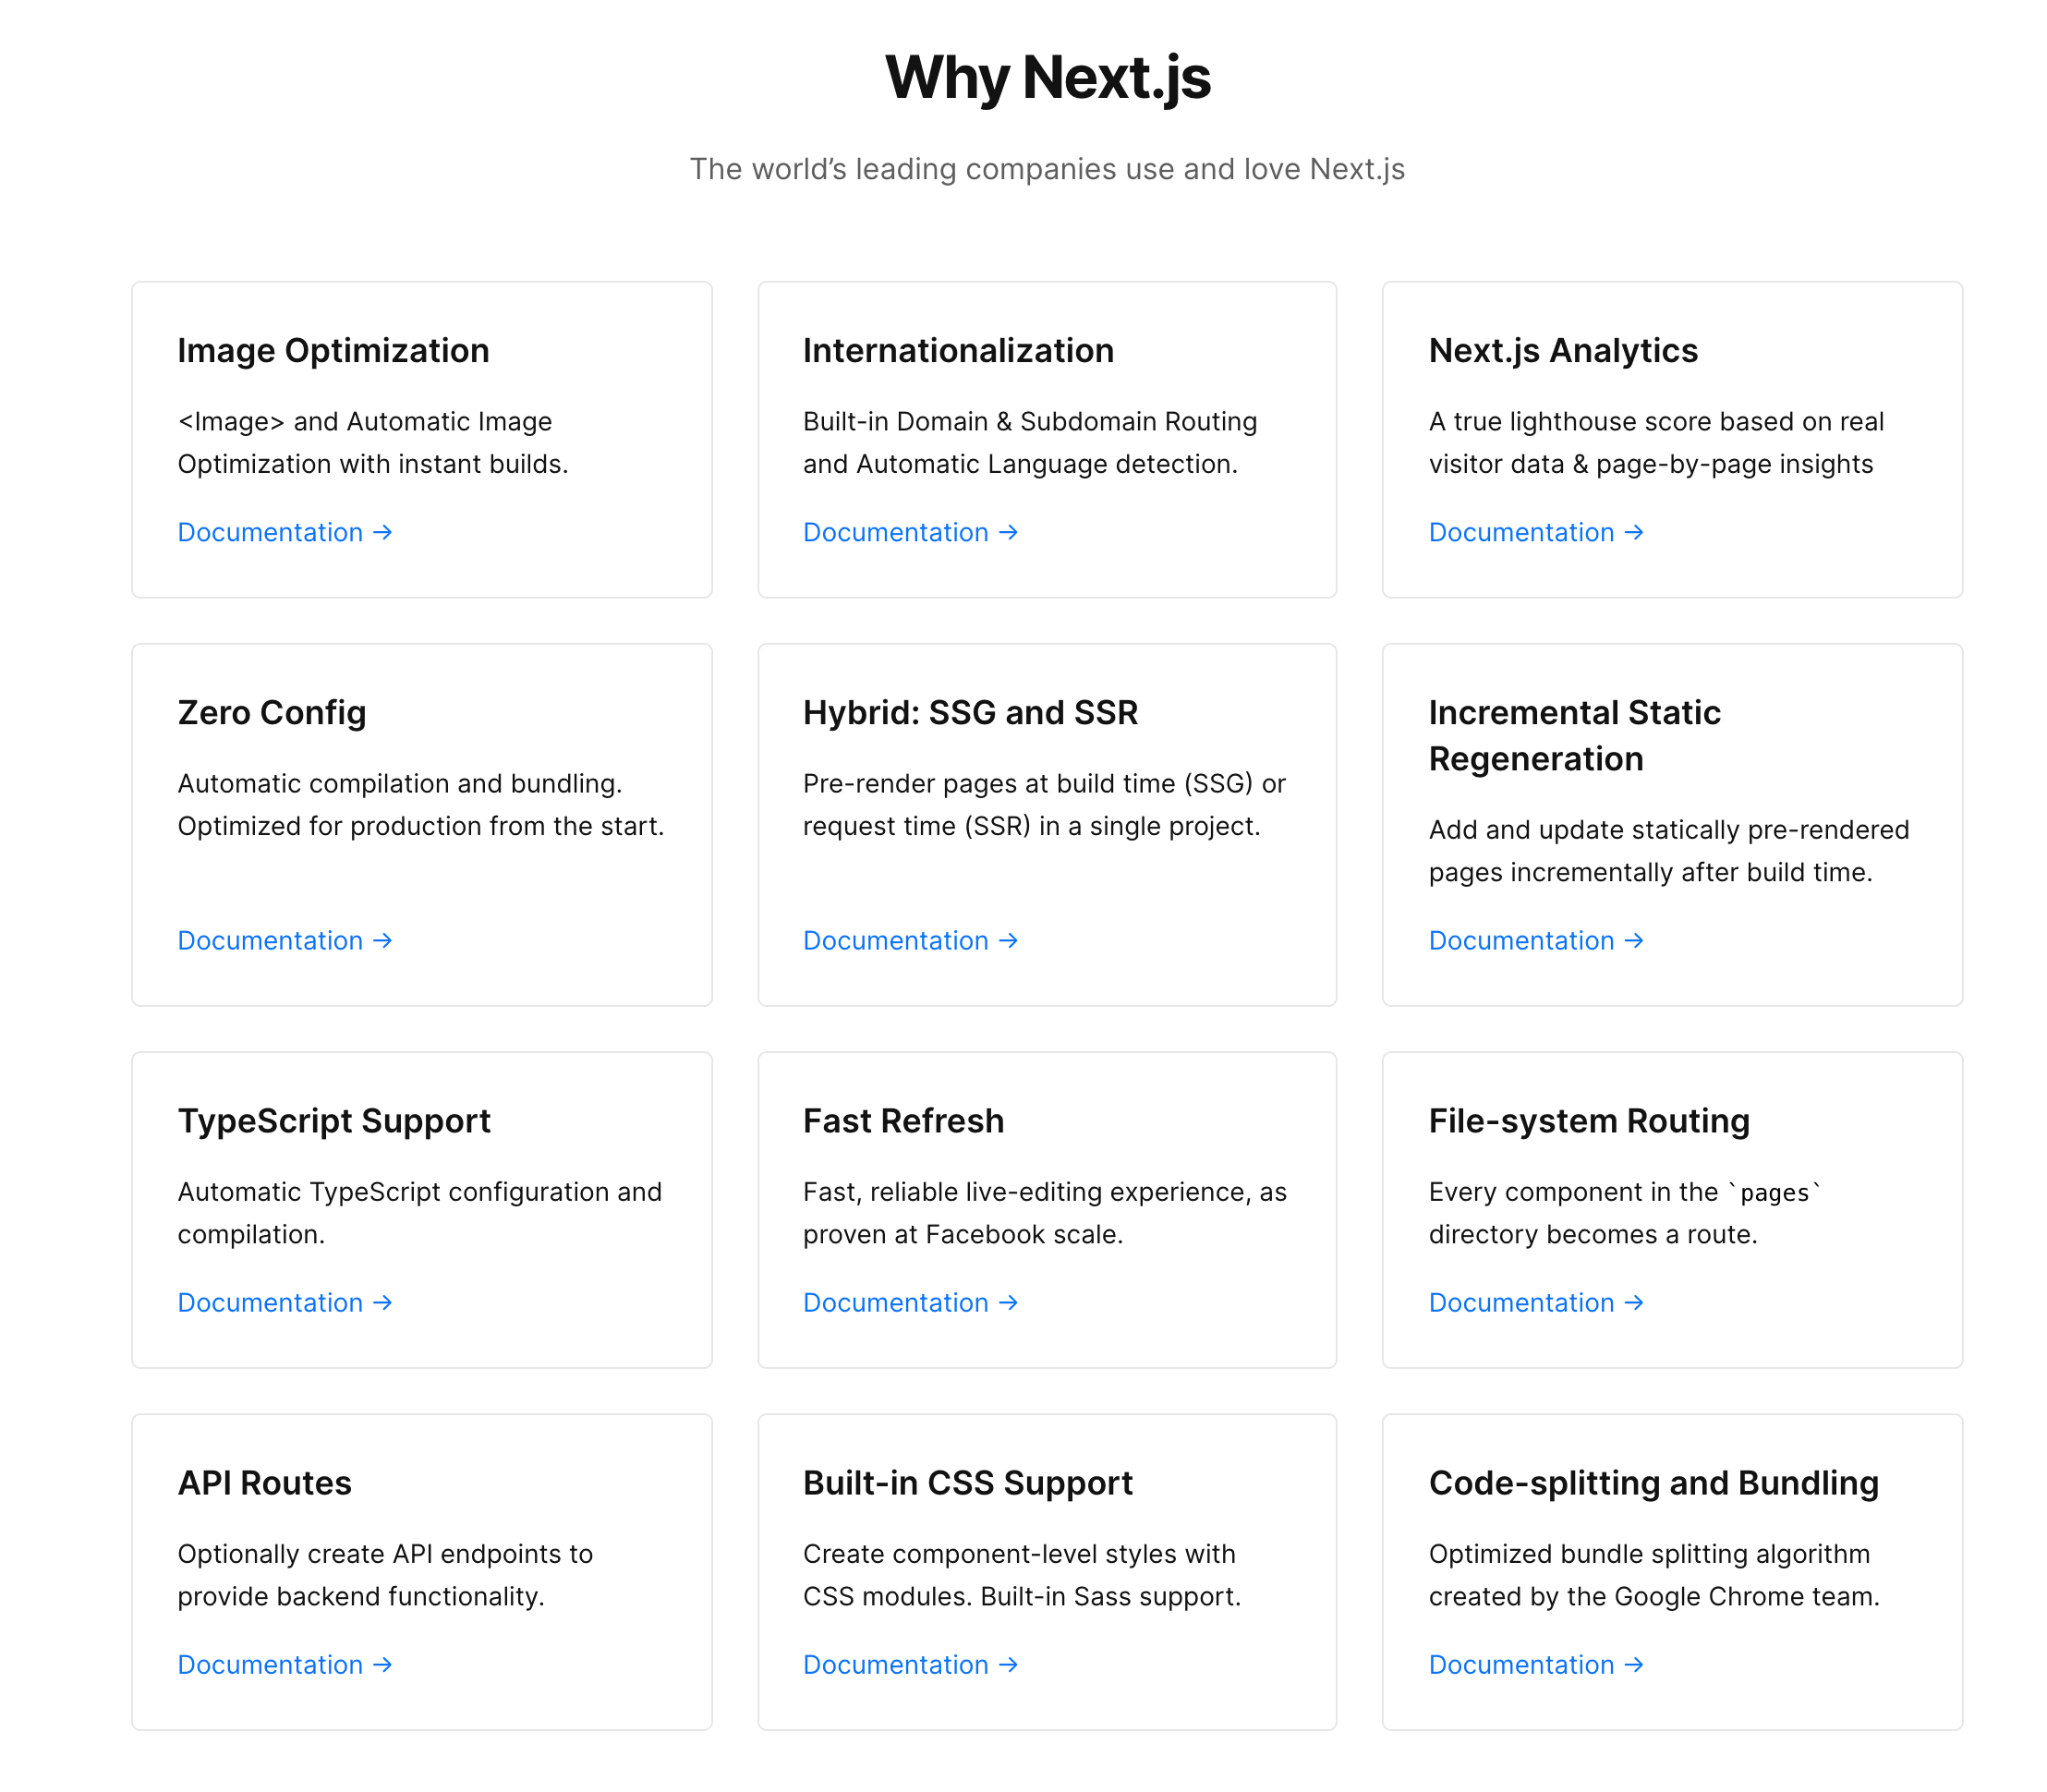 Why Next.js
The world’s leading companies use and love Next.js
Image Optimization
<Image> and Automatic Image
Optimization with instant builds.
Documentation →
Internationalization
Built-in Domain & Subdomain Routing
and Automatic Language detection.
Documentation →
Next.js Analytics
A true lighthouse score based on real
visitor data & page-by-page insights
Documentation →
Zero Config
Automatic compilation and bundling.
Optimized for production from the start.
Documentation →
Hybrid: SSG and SSR
Pre-render pages at build time (SSG) or
request time (SSR) in a single project.
Documentation →
Incremental Static
Regeneration
Add and update statically pre-rendered
pages incrementally after build time.
Documentation →
TypeScript Support
Automatic TypeScript configuration and
compilation.
Documentation →
Fast Refresh
Fast, reliable live-editing experience, as
proven at Facebook scale.
Documentation →
File-system Routing
Every component in the `pages`
directory becomes a route.
Documentation →
API Routes
Optionally create API endpoints to
provide backend functionality.
Documentation →
Built-in CSS Support
Create component-level styles with
CSS modules. Built-in Sass support.
Documentation →
Code-splitting and Bundling
Optimized bundle splitting algorithm
created by the Google Chrome team.
Documentation →